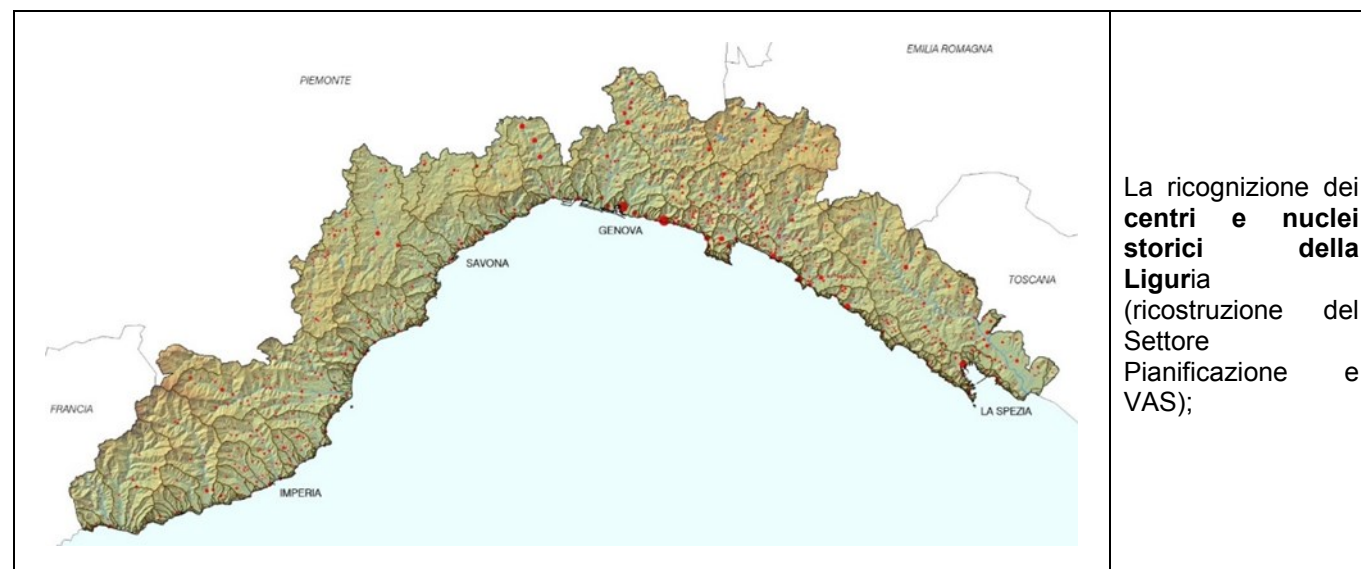 EMILIA ROMAGNA
PIEMONTE
GENOVA
SAVONA
TOSCANA
FRANCIA
LA SPEZIA
IMPERIA
La ricognizione dei
centri e nuclei
storici della
Liguria
(ricostruzione del
Settore
Pianificazione e
VAS);